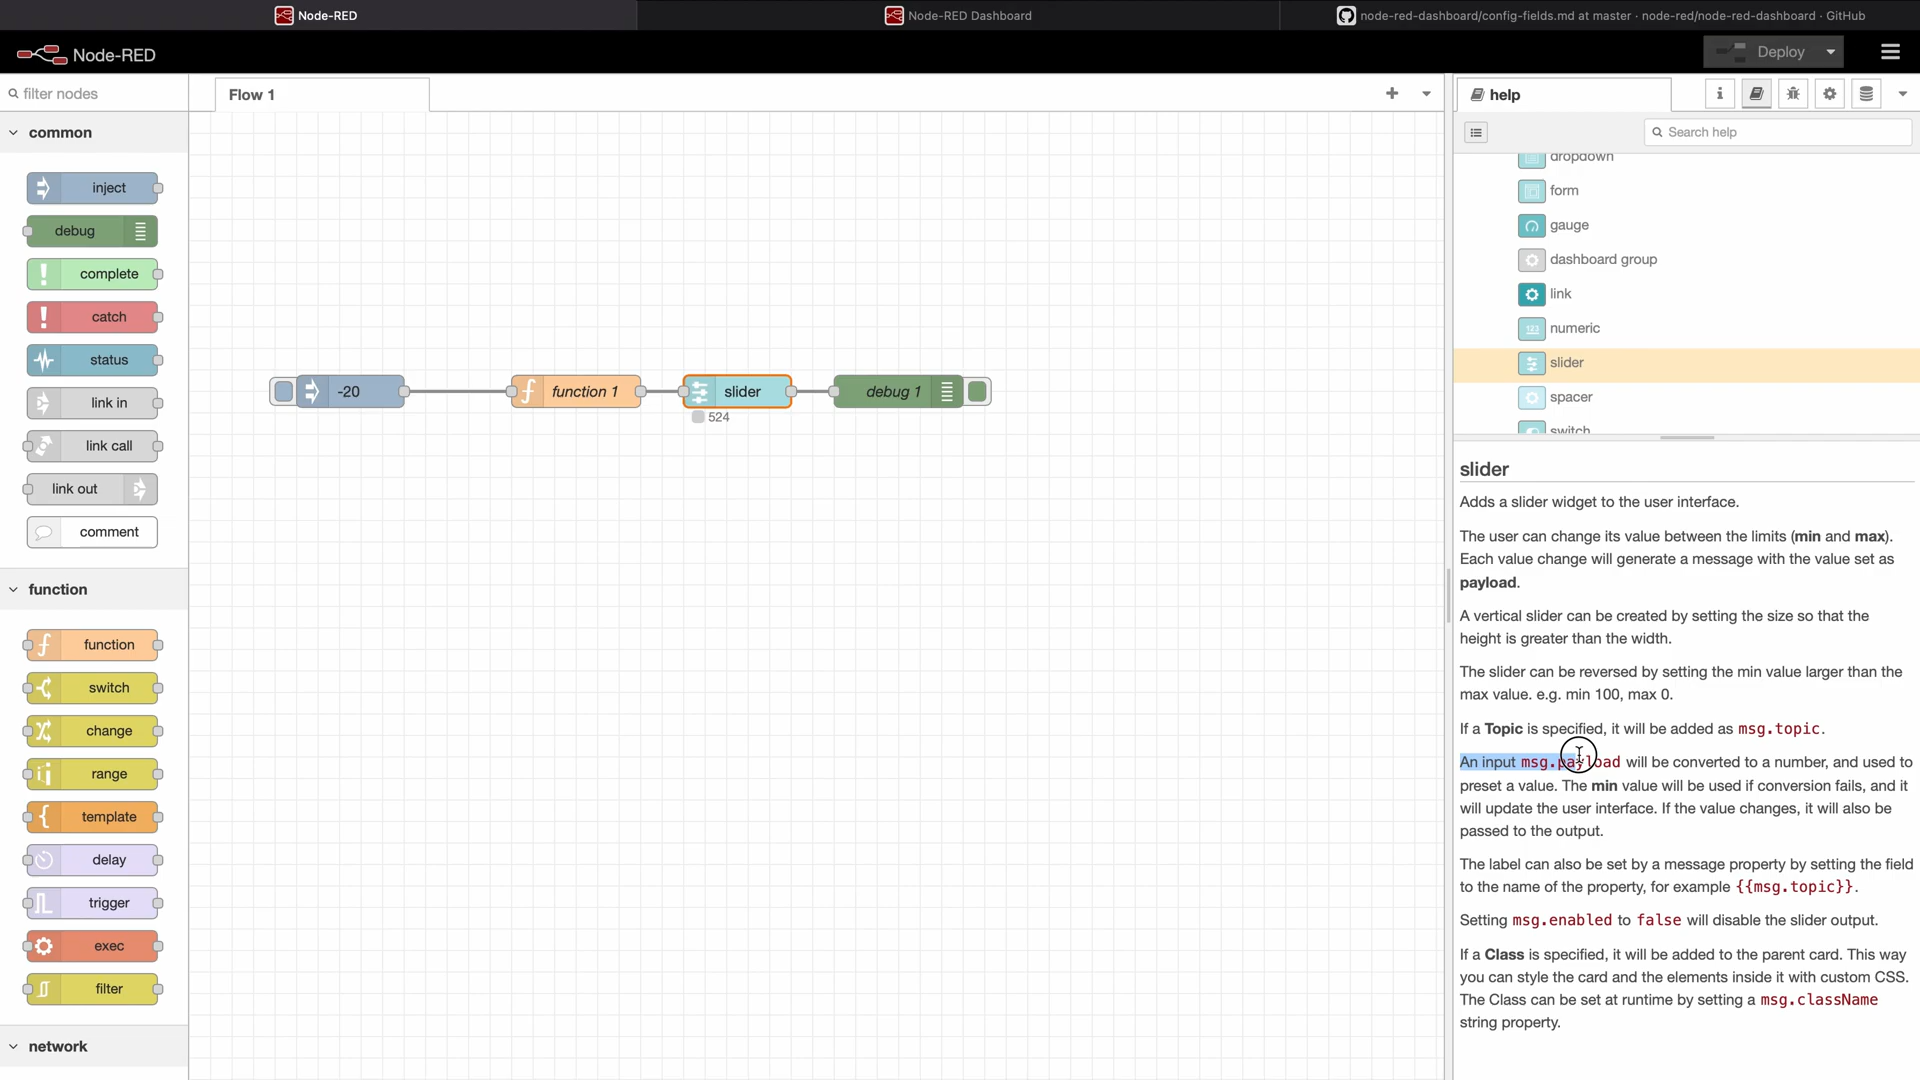 Node-RED
Node-RED Dashboard
node-red-dashboard/config-fields.md at master · node-red/node-red-dashboard · GitHub
Node-RED
Deploy
filter nodes
Flow 1
help
common
Search help
inject
debug
complete
catch
status
link in
link call
link out
comment
function
function
switch
change
range
template
delay
trigger
exec
filter
network
-20
function 1
slider
debug 1
524
dropdown
form
gauge
dashboard group
link
numeric
slider
spacer
switch
slider
Adds a slider widget to the user interface.
The user can change its value between the limits (min and max).
Each value change will generate a message with the value set as
payload.
A vertical slider can be created by setting the size so that the
height is greater than the width.
The slider can be reversed by setting the min value larger than the
max value. e.g. min 100, max 0.
If a Topic is specified, it will be added as msg.topic.
An input msg.payload will be converted to a number, and used to
preset a value. The min value will be used if conversion fails, and it
will update the user interface. If the value changes, it will also be
passed to the output.
The label can also be set by a message property by setting the field
to the name of the property, for example {{msg.topic}}.
Setting msg.enabled to false will disable the slider output.
If a Class is specified, it will be added to the parent card. This way
you can style the card and the elements inside it with custom CSS.
The Class can be set at runtime by setting a msg.className
string property.